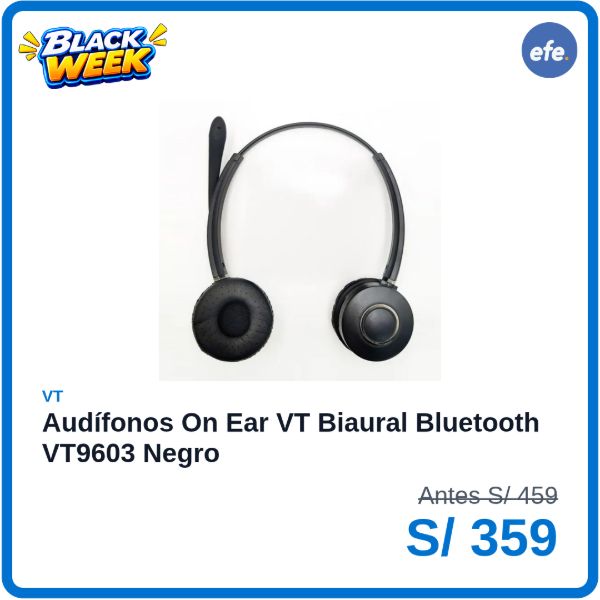 BLACK
WEEK
efe.
VT
Audífonos On Ear VT Biaural Bluetooth
VT9603 Negro
Antes S/ 459
S/ 359